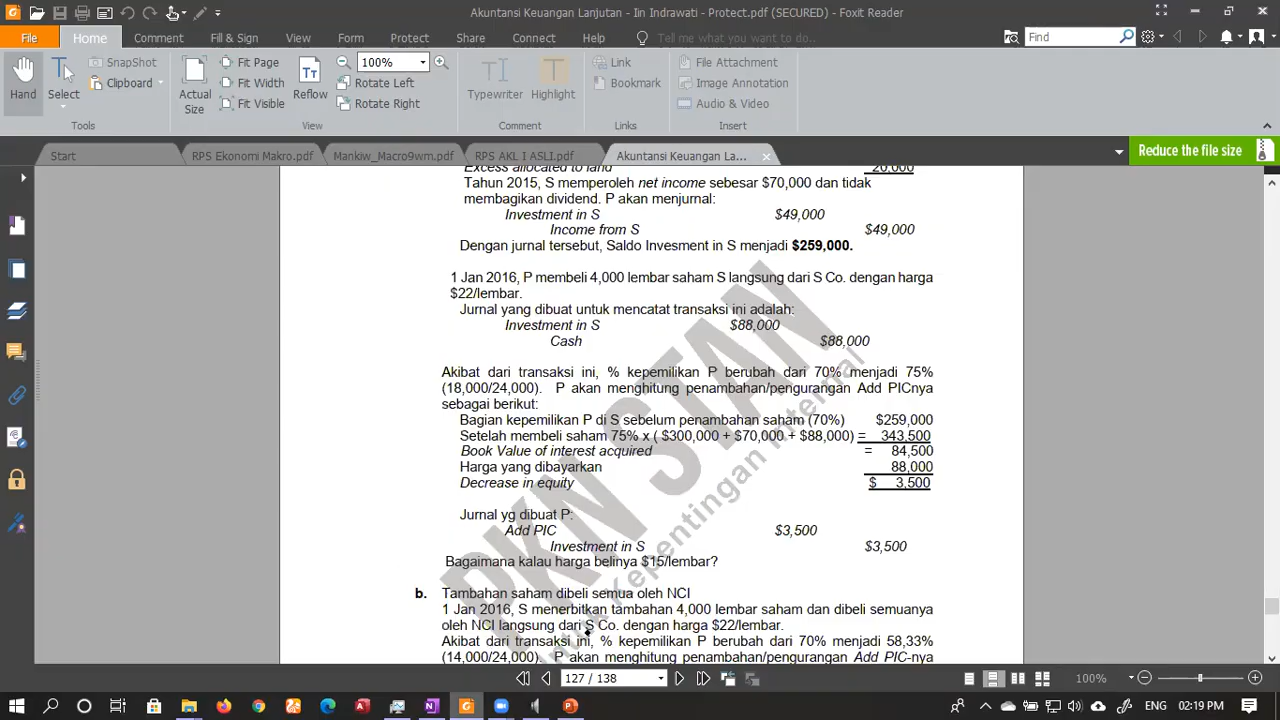 Akuntansi Keuangan Lanjutan - Iin Indrawati - Protect.pdf (SECURED) - Foxit Reader
File Home Comment Fill & Sign View Form Protect Share Connect Help Tell me what you want to do... Find
Hand
Select
SnapShot
Clipboard
Tools
Actual Size
Fit Page
Fit Width
Fit Visible
Reflow
100%
Rotate Left
Rotate Right
View
Typewriter
Highlight
Comment
Link
Bookmark
Links
File Attachment
Image Annotation
Audio & Video
Insert
Start RPS Ekonomi Makro.pdf Mankiw_Macro9wm.pdf RPS AKL I ASLI.pdf Akuntansi Keuangan La... Reduce the file size
Excess allocated to land 20,000
Tahun 2015, S memperoleh net income sebesar $70,000 dan tidak
membagikan dividend. P akan menjurnal:
Investment in S $49,000
Income from S $49,000
Dengan jurnal tersebut, Saldo Invesment in S menjadi $259,000.
1 Jan 2016, P membeli 4,000 lembar saham S langsung dari S Co. dengan harga
$22/lembar.
Jurnal yang dibuat untuk mencatat transaksi ini adalah:
Investment in S $88,000
Cash $88,000
Akibat dari transaksi ini, % kepemilikan P berubah dari 70% menjadi 75%
(18,000/24,000). P akan menghitung penambahan/pengurangan Add PICnya
sebagai berikut:
Bagian kepemilikan P di S sebelum penambahan saham (70%) $259,000
Setelah membeli saham 75% x ( $300,000 + $70,000 + $88,000) = 343,500
Book Value of interest acquired = 84,500
Harga yang dibayarkan 88,000
Decrease in equity $ 3,500
Jurnal yg dibuat P:
Add PIC $3,500
Investment in S $3,500
Bagaimana kalau harga belinya $15/lembar?
b. Tambahan saham dibeli semua oleh NCI
1 Jan 2016, S menerbitkan tambahan 4,000 lembar saham dan dibeli semuanya
oleh NCI langsung dari S Co. dengan harga $22/lembar.
Akibat dari transaksi ini, % kepemilikan P berubah dari 70% menjadi 58,33%
(14,000/24,000). P akan menghitung penambahan/pengurangan Add PIC-nya
PKN STAN
untuk Kepentingan Internal
127 / 138 100%
ENG 02:19 PM